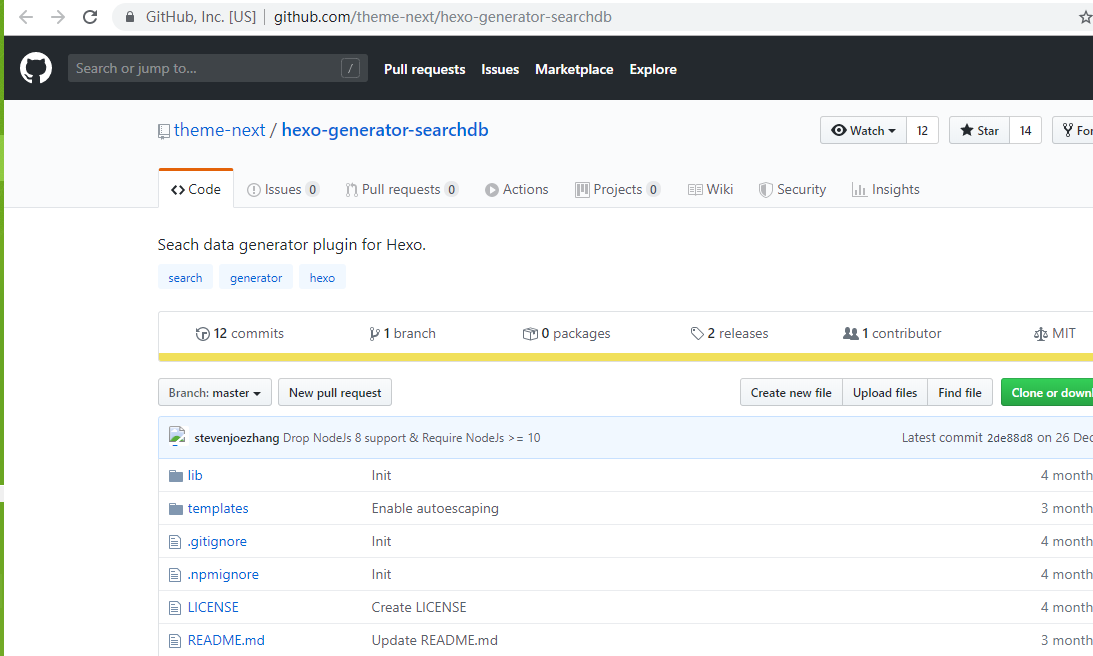 GitHub, Inc. [US] | github.com/theme-next/hexo-generator-searchdb
Search or jump to... / Pull requests Issues Marketplace Explore
theme-next / hexo-generator-searchdb Watch 12 Star 14 For
Code Issues 0 Pull requests 0 Actions Projects 0 Wiki Security Insights
Seach data generator plugin for Hexo.
search generator hexo
12 commits 1 branch 0 packages 2 releases 1 contributor MIT
Branch: master New pull request Create new file Upload files Find file Clone or down
stevenjoezhang Drop NodeJs 8 support & Require NodeJs >= 10 Latest commit 2de88d8 on 26 Dec
lib Init 4 month
templates Enable autoescaping 3 month
.gitignore Init 4 month
.npmignore Init 4 month
LICENSE Create LICENSE 4 month
README.md Update README.md 3 month